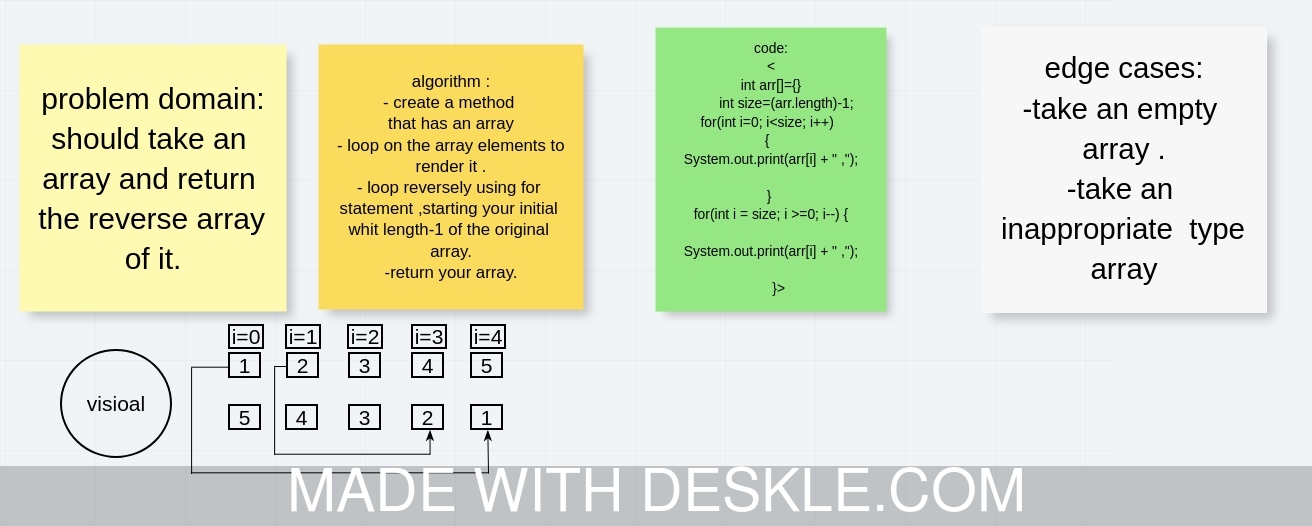 problem domain:
should take an
array and return
the reverse array
of it.
algorithm :
- create a method
that has an array
- loop on the array elements to
render it .
- loop reversely using for
statement ,starting your initial
whit length-1 of the original
array.
-return your array.
code:
<
int arr[]={}
int size=(arr.length)-1;
for(int i=0; i<size; i++)
{
System.out.print(arr[i] + " ,");
}
for(int i = size; i >=0; i--) {
System.out.print(arr[i] + " ,");
}>
edge cases:
-take an empty
array .
-take an
inappropriate  type
array
i=0 i=1 i=2 i=3 i=4
1 2 3 4 5
visioal
5 4 3 2 1
MADE WITH DESKLE.COM